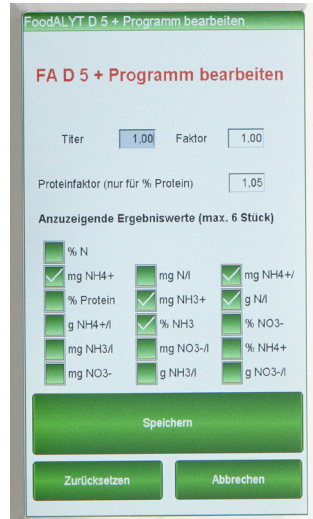 FoodALYT D 5 + Programm bearbeiten
FA D 5 + Programm bearbeiten
Titer 1,00 Faktor 1,00
Proteinfaktor (nur für % Protein) 1,05
Anzuzeigende Ergebniswerte (max. 6 Stück)
% N
mg NH4+ mg N/l mg NH4+/
% Protein mg NH3+ g N/l
g NH4+/l % NH3 % NO3-
mg NH3/l mg NO3-/l % NH4+
mg NO3- g NH3/l g NO3-/l
Speichern
Zurücksetzen Abbrechen